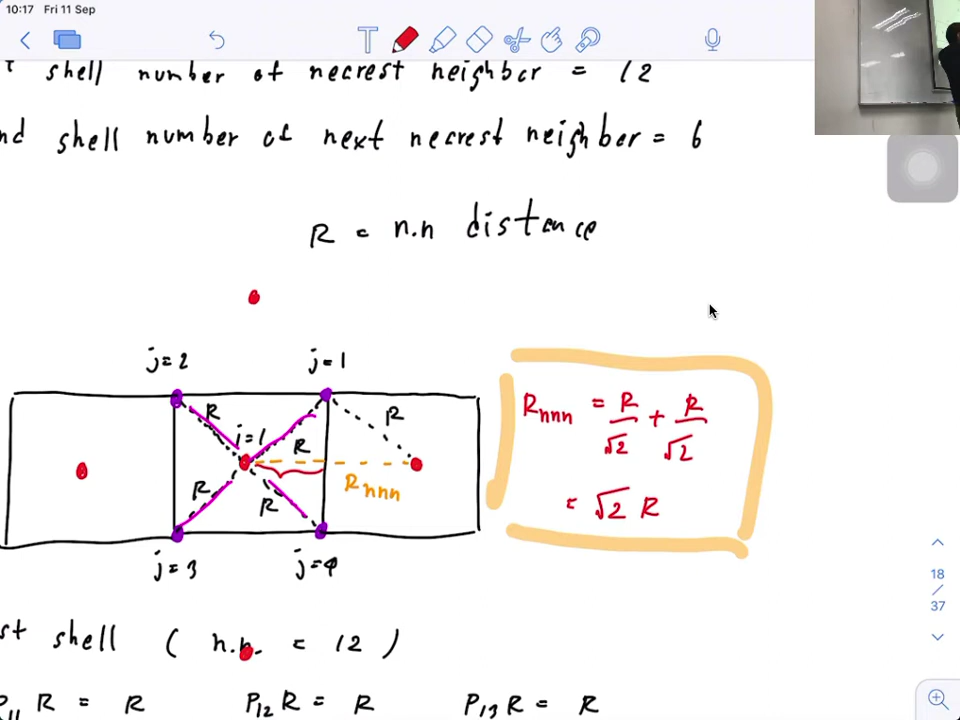 10:17 Fri 11 Sep
T
shell number of necrest neighbor = 12
nd shell number of next necrest neighbor = 6
R = n.n distance
j=2 j=1
R R
i=1
R
R R
Rnnn
j=3 j=4
Rnnn = R/√2 + R/√2
= √2 R
18
/
37
st shell ( n.n. = 12 )
P11 R = R P12 R = R P13 R = R